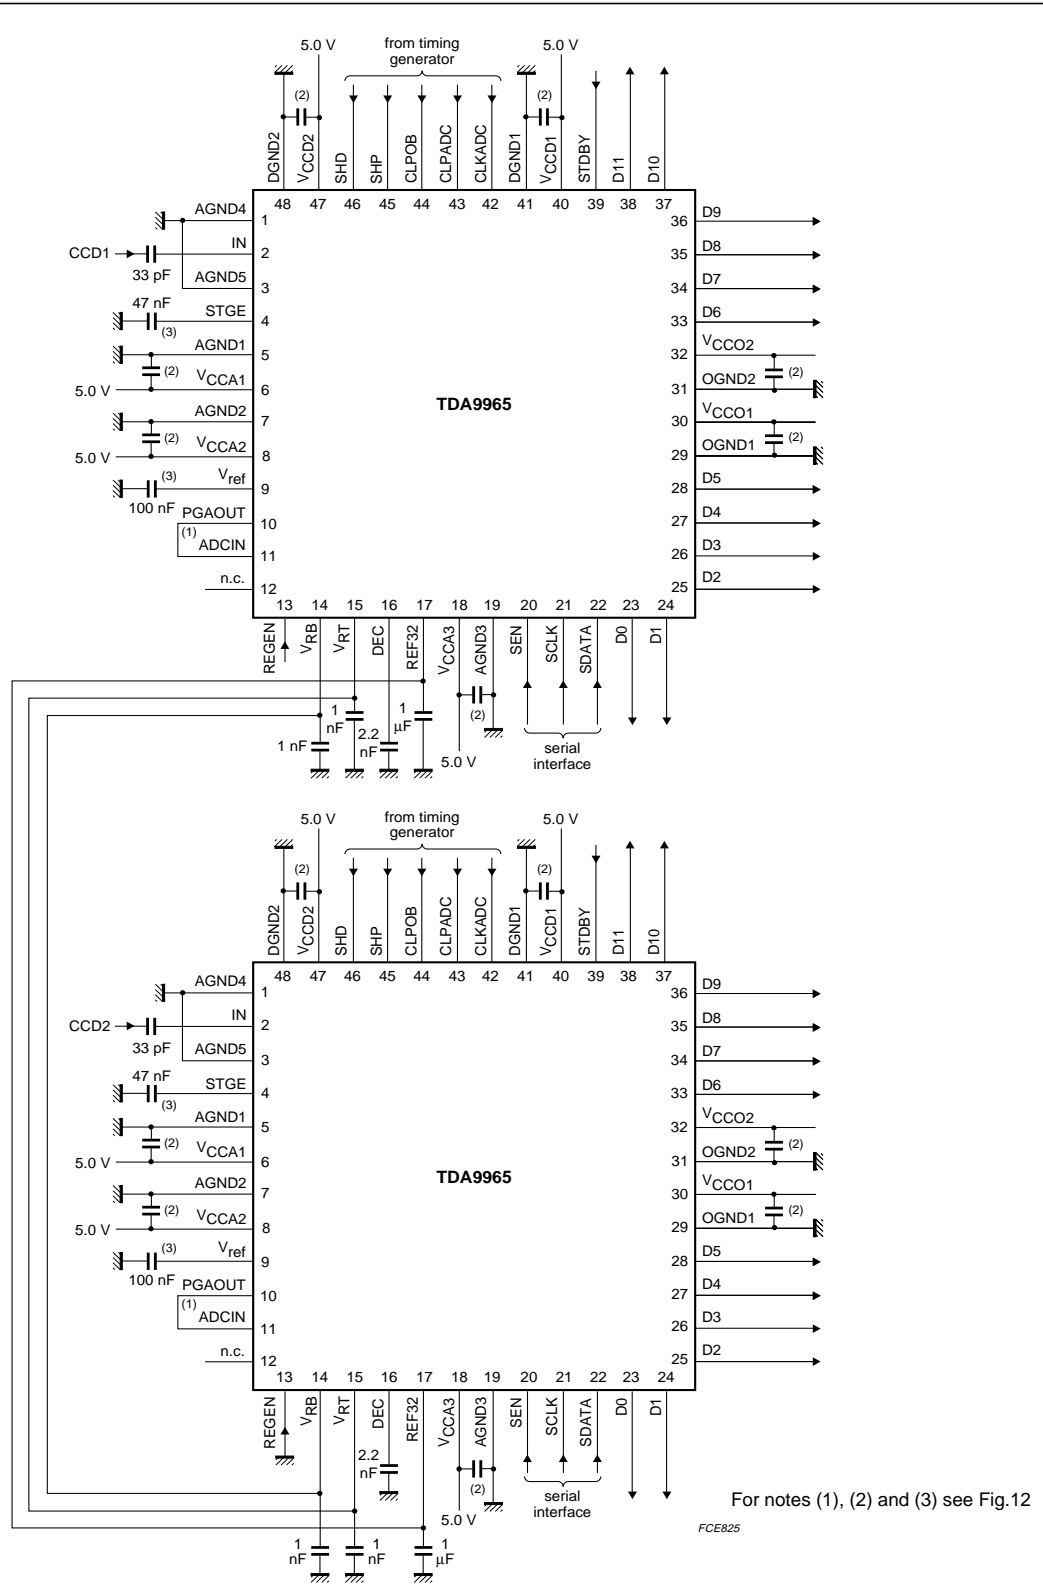 5.0 V
from timing
generator
5.0 V
(2)
(2)
DGND2
VCCD2
SHD
SHP
CLPOB
CLPADC
CLKADC
DGND1
VCCD1
STDBY
D11
D10
48 47 46 45 44 43 42 41 40 39 38 37
AGND4 1
CCD1 33 pF IN 2
AGND5 3
47 nF (3) STGE 4
AGND1 5
(2)
5.0 V VCCA1 6
AGND2 7
(2)
5.0 V VCCA2 8
100 nF (3) Vref 9
PGAOUT 10
(1)
ADCIN 11
n.c. 12
TDA9965
36 D9
35 D8
34 D7
33 D6
32 VCCO2
(2)
31 OGND2
30 VCCO1
(2)
29 OGND1
28 D5
27 D4
26 D3
25 D2
13 14 15 16 17 18 19 20 21 22 23 24
REGEN
VRB
VRT
DEC
REF32
VCCA3
AGND3
SEN
SCLK
SDATA
D0
D1
1 nF
1 nF
2.2 nF
1 µF
(2)
5.0 V
serial
interface
5.0 V
from timing
generator
5.0 V
(2)
(2)
DGND2
VCCD2
SHD
SHP
CLPOB
CLPADC
CLKADC
DGND1
VCCD1
STDBY
D11
D10
48 47 46 45 44 43 42 41 40 39 38 37
AGND4 1
CCD2 33 pF IN 2
AGND5 3
47 nF (3) STGE 4
AGND1 5
(2)
5.0 V VCCA1 6
AGND2 7
(2)
5.0 V VCCA2 8
100 nF (3) Vref 9
PGAOUT 10
(1)
ADCIN 11
n.c. 12
TDA9965
36 D9
35 D8
34 D7
33 D6
32 VCCO2
(2)
31 OGND2
30 VCCO1
(2)
29 OGND1
28 D5
27 D4
26 D3
25 D2
13 14 15 16 17 18 19 20 21 22 23 24
REGEN
VRB
VRT
DEC
REF32
VCCA3
AGND3
SEN
SCLK
SDATA
D0
D1
2.2 nF
(2)
5.0 V
serial
interface
1 nF
1 nF
1 µF
For notes (1), (2) and (3) see Fig.12
FCE825